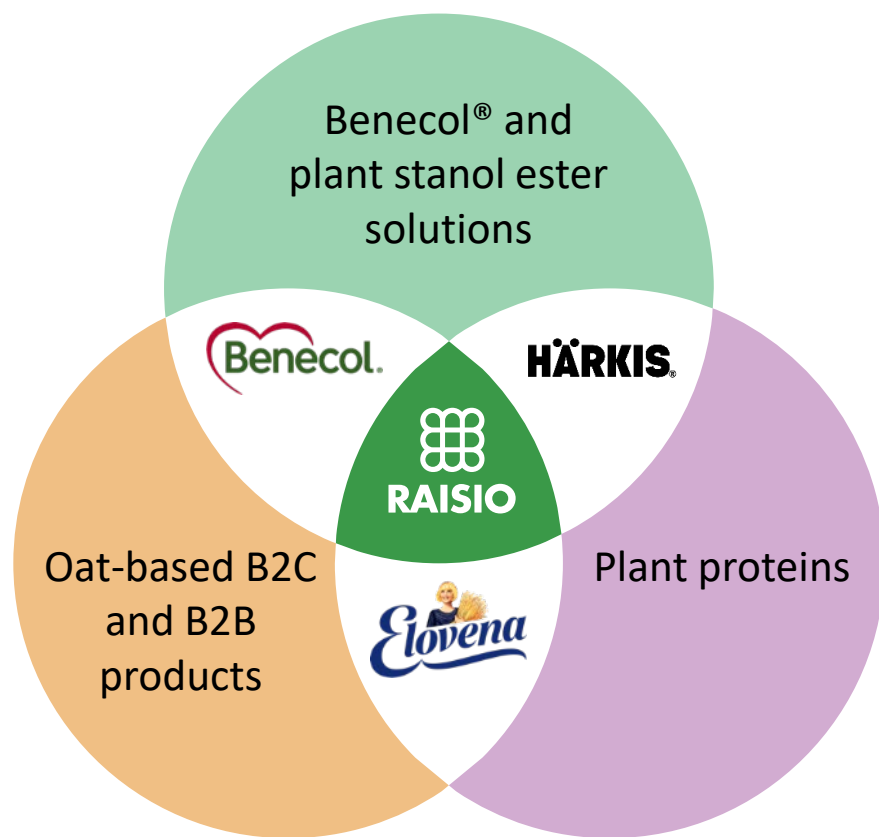 Benecol® and
plant stanol ester
solutions
Benecol®
HÄRKIS®
RAISIO
Oat-based B2C
and B2B
products
Plant proteins
Elovena